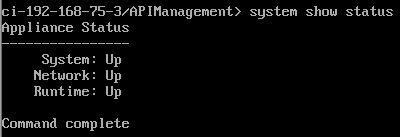 ci-192-168-75-3/APIManagement> system show status
Appliance Status
----------------
System: Up
Network: Up
Runtime: Up
Command complete